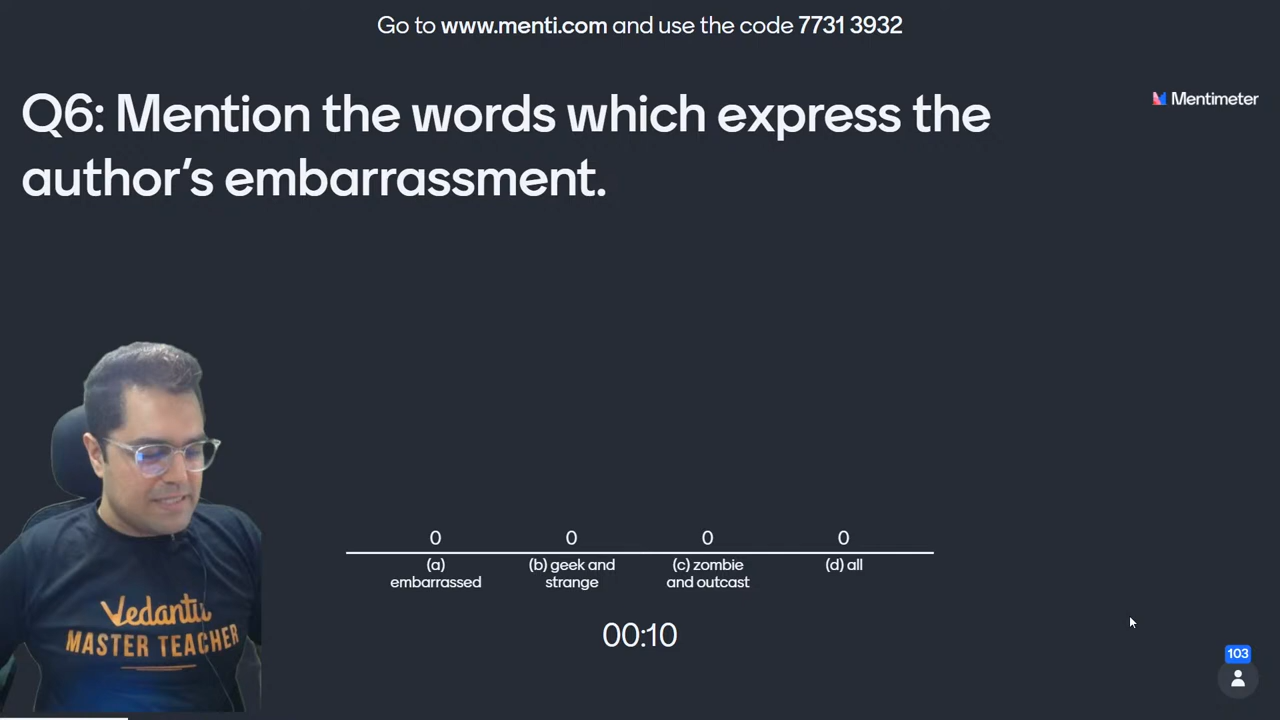 Go to www.menti.com and use the code 7731 3932
Mentimeter
Q6: Mention the words which express the
author's embarrassment.
0
0
0
0
(a)
embarrassed
(b) geek and
strange
(c) zombie
and outcast
(d) all
00:10
Vedantu
MASTER TEACHER
103